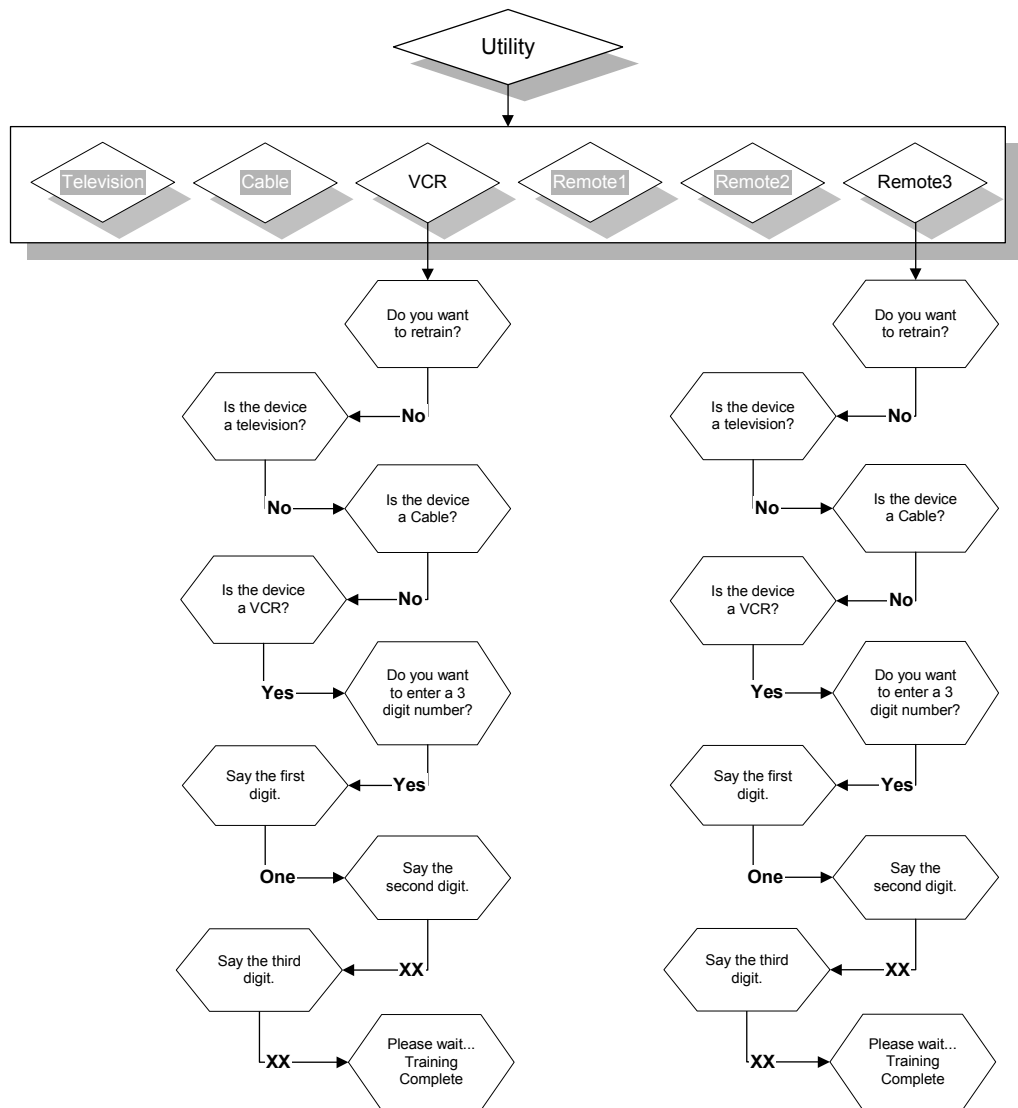 Utility
Television
Cable
VCR
Remote1
Remote2
Remote3
Do you want
to retrain?
No
Is the device
a television?
No
Is the device
a Cable?
No
Is the device
a VCR?
Yes
Do you want
to enter a 3
digit number?
Yes
Say the first
digit.
One
Say the
second digit.
XX
Say the third
digit.
XX
Please wait...
Training
Complete
Do you want
to retrain?
No
Is the device
a television?
No
Is the device
a Cable?
No
Is the device
a VCR?
Yes
Do you want
to enter a 3
digit number?
Yes
Say the first
digit.
One
Say the
second digit.
XX
Say the third
digit.
XX
Please wait...
Training
Complete